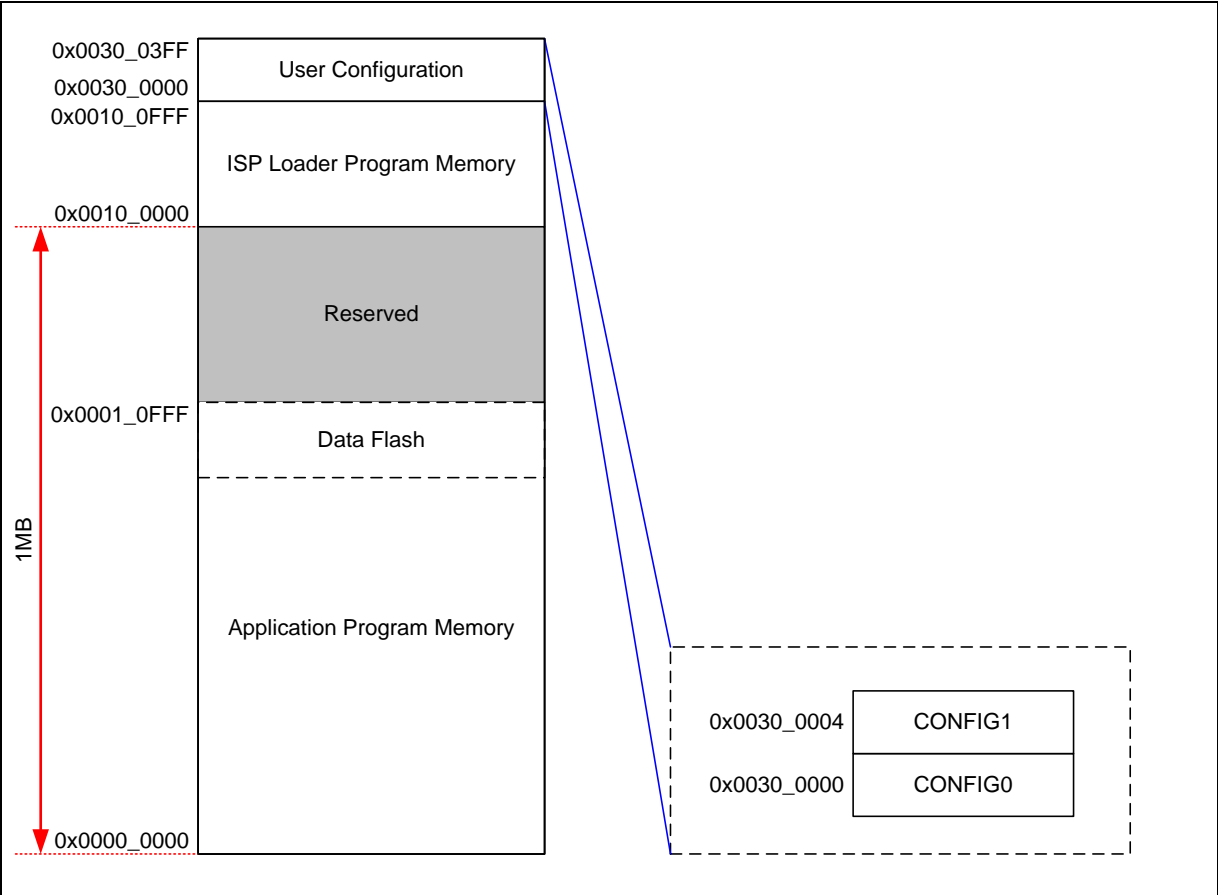 0x0030_03FF
User Configuration
0x0030_0000
0x0010_0FFF
ISP Loader Program Memory
0x0010_0000
Reserved
0x0001_0FFF
Data Flash
1MB
Application Program Memory
0x0000_0000
0x0030_0004
CONFIG1
0x0030_0000
CONFIG0